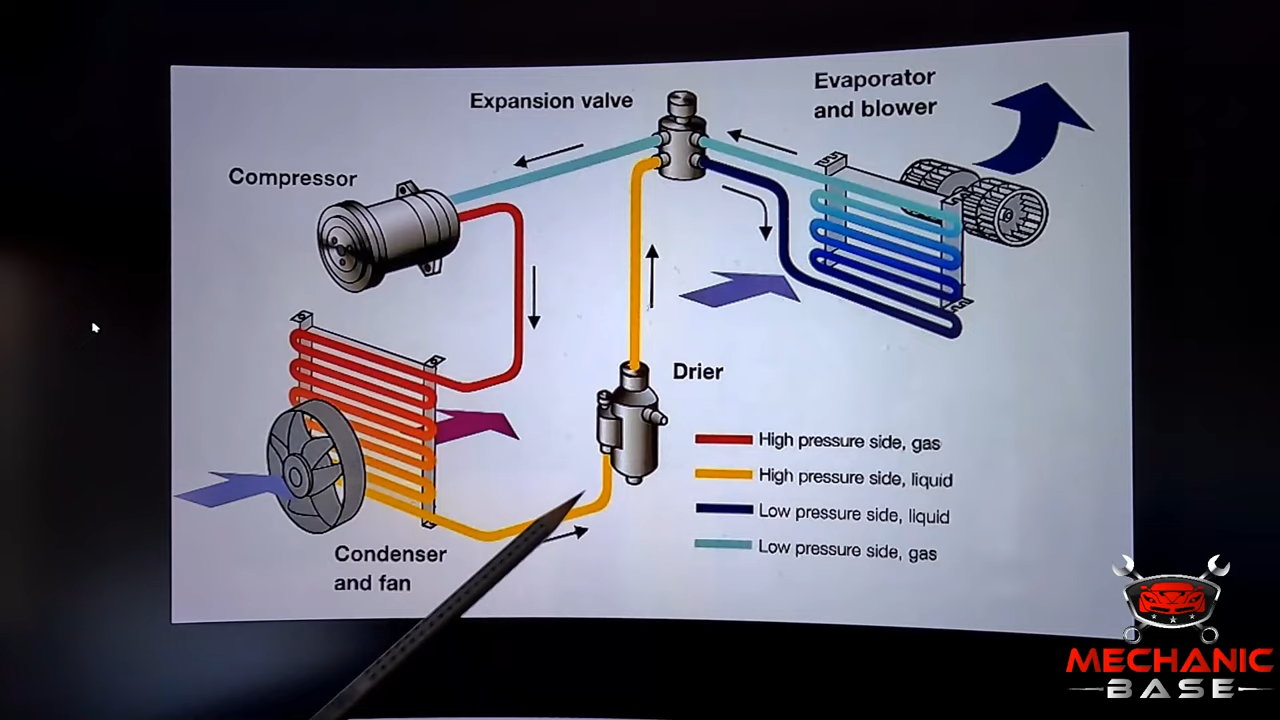 Expansion valve
Evaporator
and blower
Compressor
Drier
High pressure side, gas
High pressure side, liquid
Low pressure side, liquid
Low pressure side, gas
Condenser
and fan
MECHANIC
BASE